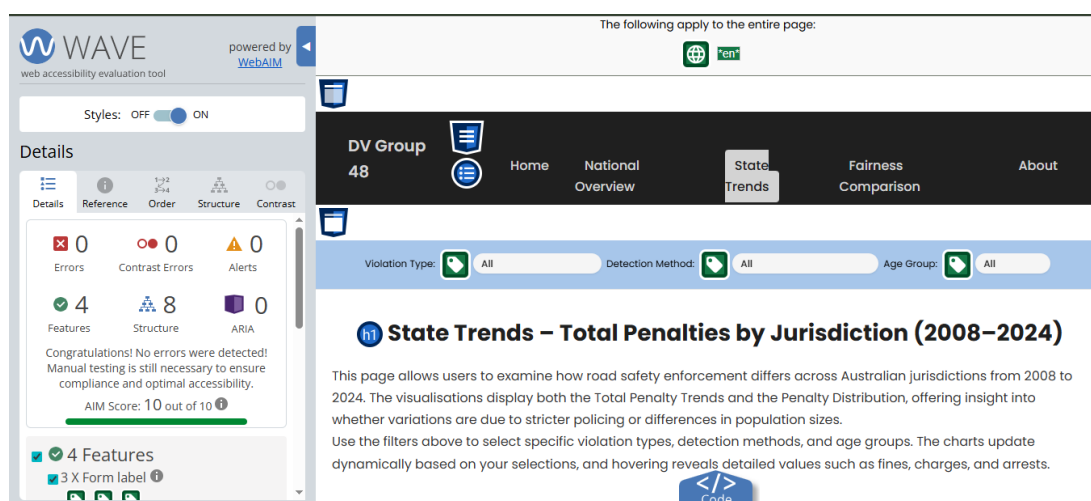 WAVE
web accessibility evaluation tool
powered by
WebAIM
Styles: OFF ON
Details
Details Reference Order Structure Contrast
0 0 0
Errors Contrast Errors Alerts
4 8 0
Features Structure ARIA
Congratulations! No errors were detected!
Manual testing is still necessary to ensure
compliance and optimal accessibility.
AIM Score: 10 out of 10
4 Features
3 X Form label
The following apply to the entire page:
*en*
DV Group
48
Home
National
Overview
State
Trends
Fairness
Comparison
About
Violation Type: All Detection Method: All Age Group: All
h1 State Trends – Total Penalties by Jurisdiction (2008–2024)
This page allows users to examine how road safety enforcement differs across Australian jurisdictions from 2008 to
2024. The visualisations display both the Total Penalty Trends and the Penalty Distribution, offering insight into
whether variations are due to stricter policing or differences in population sizes.
Use the filters above to select specific violation types, detection methods, and age groups. The charts update
dynamically based on your selections, and hovering reveals detailed values such as fines, charges, and arrests.
</>
Code